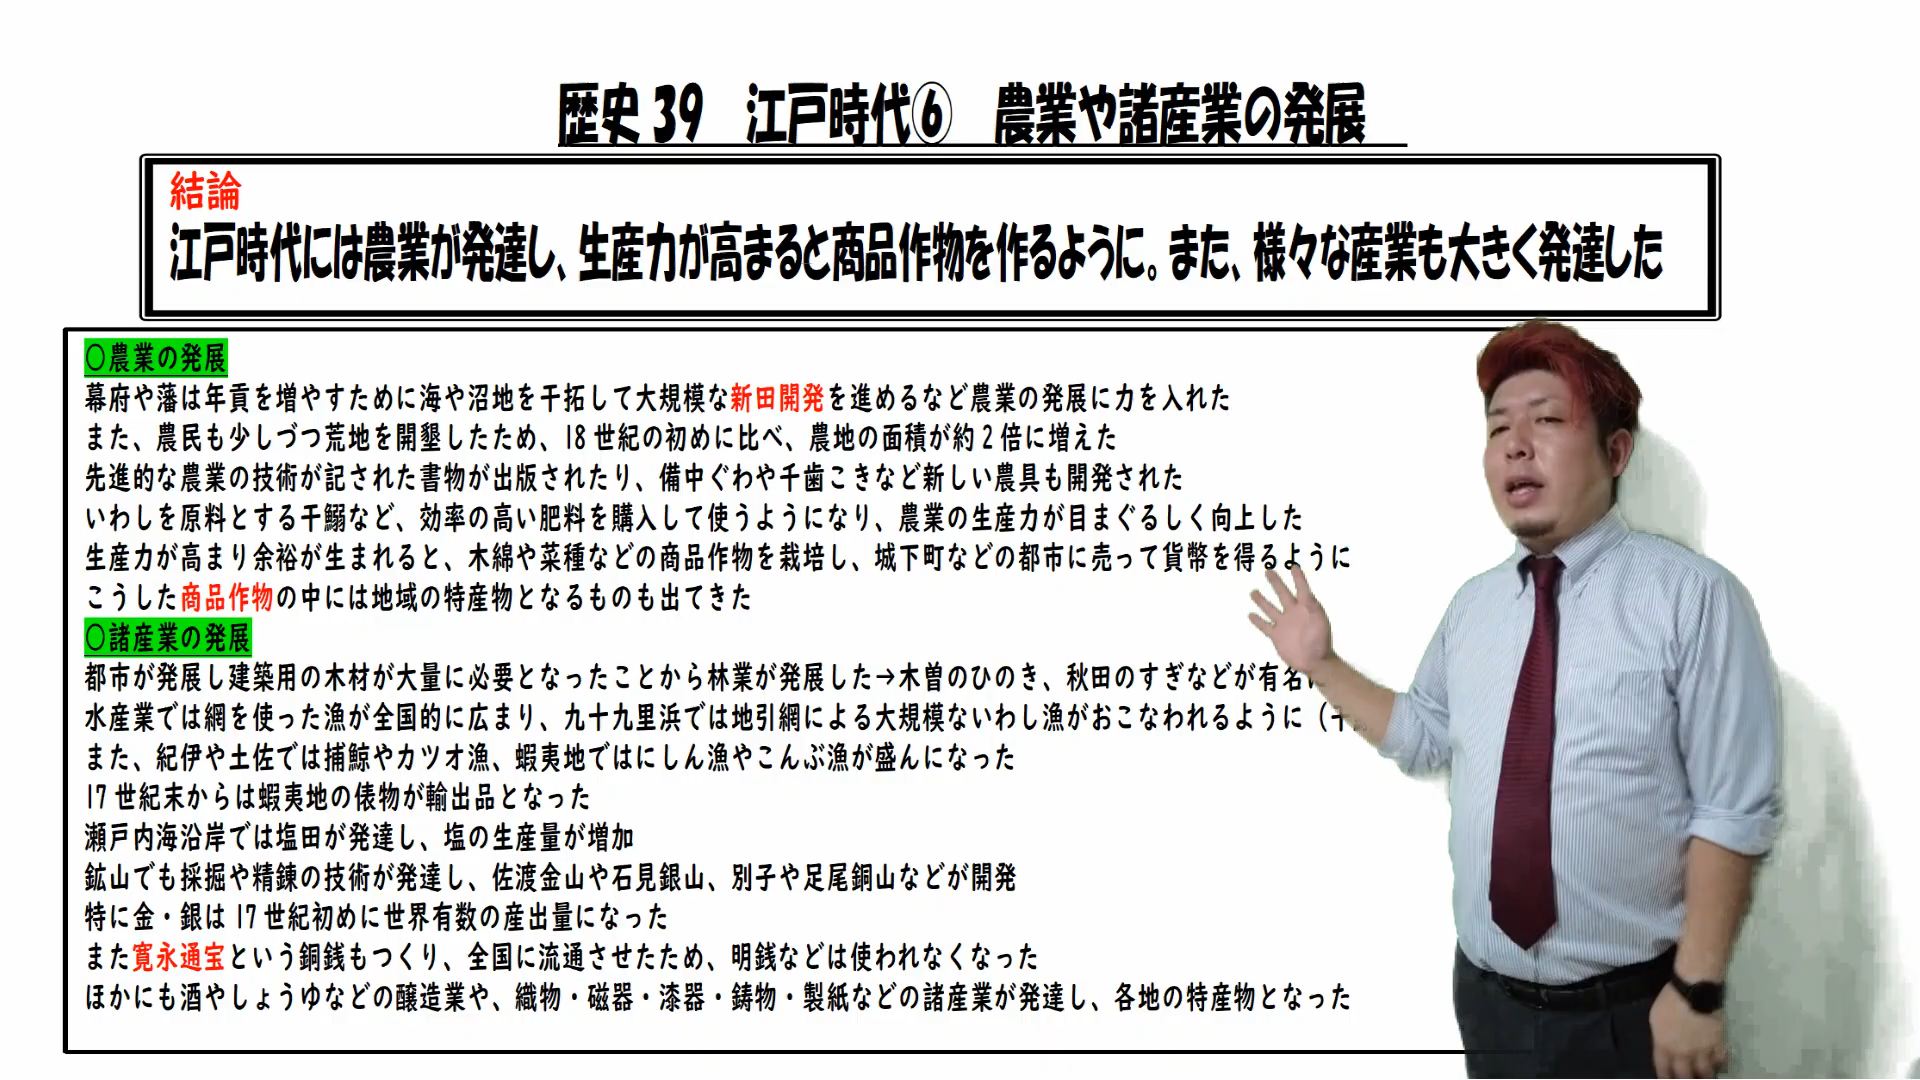 歴史39　江戸時代⑥　農業や諸産業の発展
結論
江戸時代には農業が発達し、生産力が高まると商品作物を作るように。また、様々な産業も大きく発達した
〇農業の発展
幕府や藩は年貢を増やすために海や沼地を干拓して大規模な新田開発を進めるなど農業の発展に力を入れた
また、農民も少しづつ荒地を開墾したため、18世紀の初めに比べ、農地の面積が約2倍に増えた
先進的な農業の技術が記された書物が出版されたり、備中ぐわや千歯こきなど新しい農具も開発された
いわしを原料とする干鰯など、効率の高い肥料を購入して使うようになり、農業の生産力が目まぐるしく向上した
生産力が高まり余裕が生まれると、木綿や菜種などの商品作物を栽培し、城下町などの都市に売って貨幣を得るように
こうした商品作物の中には地域の特産物となるものも出てきた
〇諸産業の発展
都市が発展し建築用の木材が大量に必要となったことから林業が発展した→木曽のひのき、秋田のすぎなどが有名
水産業では網を使った漁が全国的に広まり、九十九里浜では地引網による大規模ないわし漁がおこなわれるように（干
また、紀伊や土佐では捕鯨やカツオ漁、蝦夷地ではにしん漁やこんぶ漁が盛んになった
17世紀末からは蝦夷地の俵物が輸出品となった
瀬戸内海沿岸では塩田が発達し、塩の生産量が増加
鉱山でも採掘や精錬の技術が発達し、佐渡金山や石見銀山、別子や足尾銅山などが開発
特に金・銀は17世紀初めに世界有数の産出量になった
また寛永通宝という銅銭もつくり、全国に流通させたため、明銭などは使われなくなった
ほかにも酒やしょうゆなどの醸造業や、織物・磁器・漆器・鋳物・製紙などの諸産業が発達し、各地の特産物となった